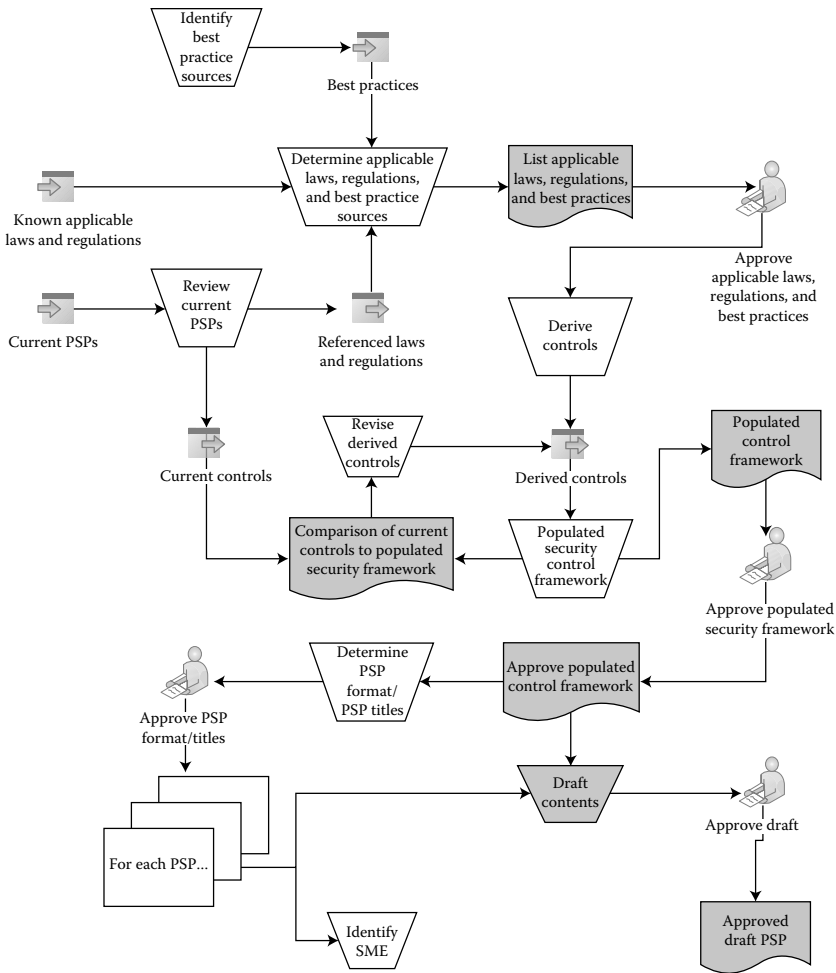 Identify
best
practice
sources
Best practices
Determine applicable
laws, regulations,
and best practice
sources
List applicable
laws, regulations,
and best practices
Known applicable
laws and regulations
Approve
applicable laws,
regulations, and
best practices
Review
current
PSPs
Current PSPs
Referenced laws
and regulations
Derive
controls
Revise
derived
controls
Current controls
Derived controls
Populated
control
framework
Comparison of current
controls to populated
security framework
Populated
security
control
framework
Approve populated
security framework
Determine
PSP
format/
PSP titles
Approve populated
control framework
Approve PSP
format/titles
Draft
contents
Approve draft
For each PSP...
Identify
SME
Approved
draft PSP